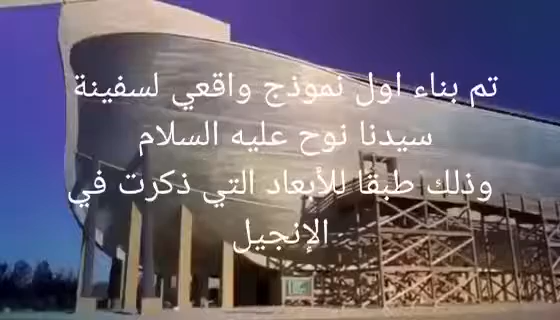 تم بناء اول نموذج واقعي لسفينة
سيدنا نوح عليه السلام
وذلك طبقا للأبعاد التي ذكرت في
الإنجيل